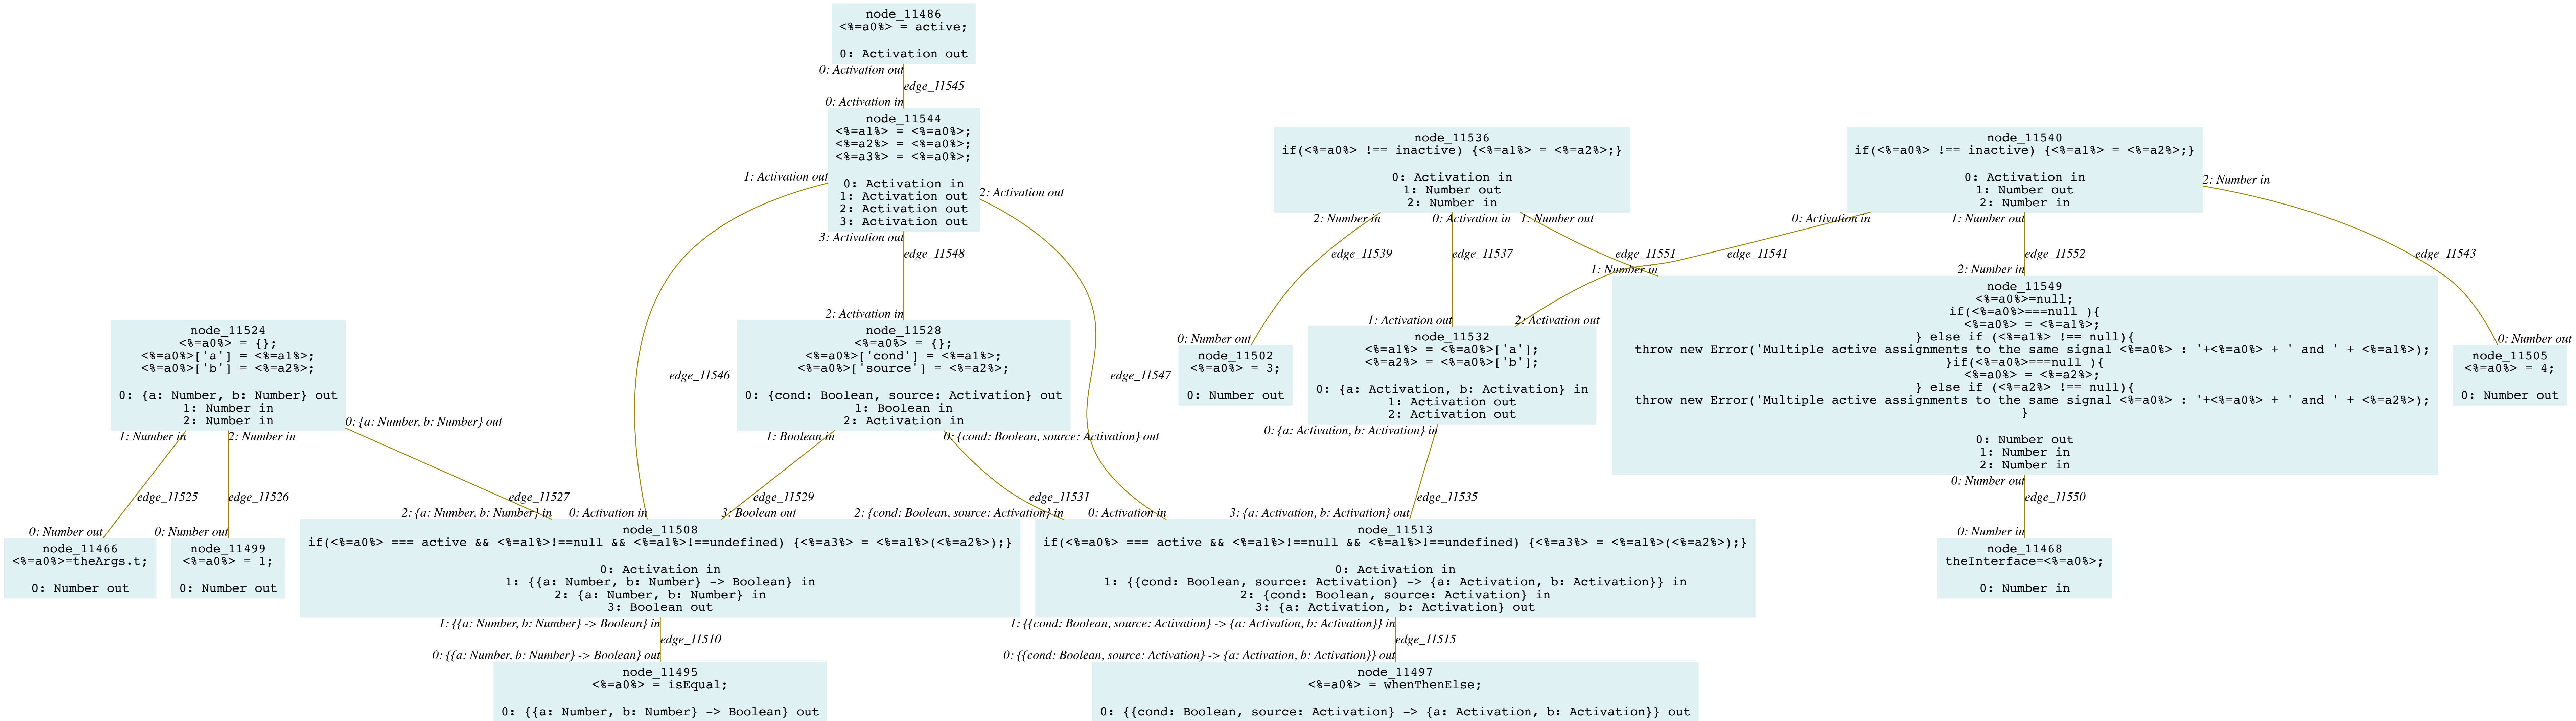 node_11486
<%=a0%> = active;
0: Activation out
0: Activation out
edge_11545
0: Activation in
node_11544
<%=a1%> = <%=a0%>;
<%=a2%> = <%=a0%>;
<%=a3%> = <%=a0%>;
0: Activation in
1: Activation out
2: Activation out
3: Activation out
1: Activation out
2: Activation out
3: Activation out
edge_11548
2: Activation in
node_11536
if(<%=a0%> !== inactive) {<%=a1%> = <%=a2%>;}
0: Activation in
1: Number out
2: Number in
2: Number in
0: Activation in
1: Number out
node_11540
if(<%=a0%> !== inactive) {<%=a1%> = <%=a2%>;}
0: Activation in
1: Number out
2: Number in
2: Number in
0: Activation in
1: Number out
edge_11539
edge_11537
edge_11551
edge_11541
edge_11552
edge_11543
1: Number in
2: Number in
node_11524
<%=a0%> = {};
<%=a0%>['a'] = <%=a1%>;
<%=a0%>['b'] = <%=a2%>;
0: {a: Number, b: Number} out
1: Number in
2: Number in
1: Number in
2: Number in
0: {a: Number, b: Number} out
edge_11546
node_11528
<%=a0%> = {};
<%=a0%>['cond'] = <%=a1%>;
<%=a0%>['source'] = <%=a2%>;
0: {cond: Boolean, source: Activation} out
1: Boolean in
2: Activation in
1: Boolean in
0: {cond: Boolean, source: Activation} out
edge_11547
0: Number out
node_11502
<%=a0%> = 3;
0: Number out
1: Activation out
2: Activation out
node_11532
<%=a1%> = <%=a0%>['a'];
<%=a2%> = <%=a0%>['b'];
0: {a: Activation, b: Activation} in
1: Activation out
2: Activation out
0: {a: Activation, b: Activation} in
node_11549
<%=a0%>=null;
if(<%=a0%>===null ){
<%=a0%> = <%=a1%>;
} else if (<%=a1%> !== null){
throw new Error('Multiple active assignments to the same signal <%=a0%> : '+<%=a0%> + ' and ' + <%=a1%>);
}if(<%=a0%>===null ){
<%=a0%> = <%=a2%>;
} else if (<%=a2%> !== null){
throw new Error('Multiple active assignments to the same signal <%=a0%> : '+<%=a0%> + ' and ' + <%=a2%>);
}
0: Number out
1: Number in
2: Number in
0: Number out
0: Number out
node_11505
<%=a0%> = 4;
0: Number out
edge_11525
edge_11526
edge_11527
edge_11529
edge_11531
edge_11535
edge_11550
0: Number out
0: Number out
2: {a: Number, b: Number} in
0: Activation in
3: Boolean out
2: {cond: Boolean, source: Activation} in
0: Activation in
3: {a: Activation, b: Activation} out
0: Number in
node_11466
<%=a0%>=theArgs.t;
0: Number out
node_11499
<%=a0%> = 1;
0: Number out
node_11508
if(<%=a0%> === active && <%=a1%>!==null && <%=a1%>!==undefined) {<%=a3%> = <%=a1%>(<%=a2%>);}
0: Activation in
1: {{a: Number, b: Number} -> Boolean} in
2: {a: Number, b: Number} in
3: Boolean out
node_11513
if(<%=a0%> === active && <%=a1%>!==null && <%=a1%>!==undefined) {<%=a3%> = <%=a1%>(<%=a2%>);}
0: Activation in
1: {{cond: Boolean, source: Activation} -> {a: Activation, b: Activation}} in
2: {cond: Boolean, source: Activation} in
3: {a: Activation, b: Activation} out
node_11468
theInterface=<%=a0%>;
0: Number in
1: {{a: Number, b: Number} -> Boolean} in
edge_11510
0: {{a: Number, b: Number} -> Boolean} out
1: {{cond: Boolean, source: Activation} -> {a: Activation, b: Activation}} in
edge_11515
0: {{cond: Boolean, source: Activation} -> {a: Activation, b: Activation}} out
node_11495
<%=a0%> = isEqual;
0: {{a: Number, b: Number} -> Boolean} out
node_11497
<%=a0%> = whenThenElse;
0: {{cond: Boolean, source: Activation} -> {a: Activation, b: Activation}} out